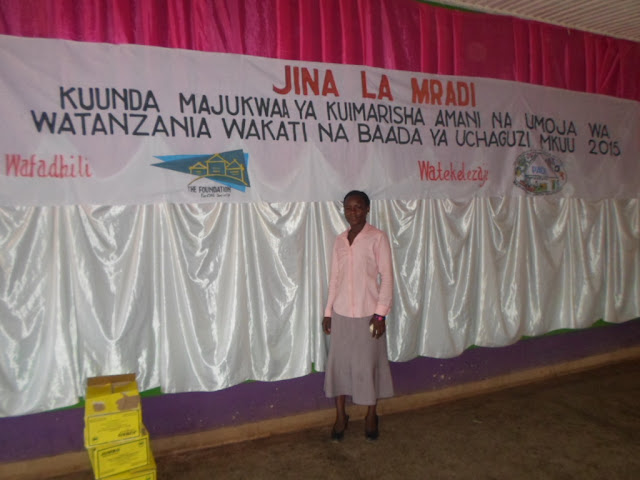 JINA LA MRADI
KUUNDA MAJUKWAA YA KUIMARISHA AMANI NA UMOJA WA
WATANZANIA WAKATI NA BAADA YA UCHAGUZI MKUU 2015
Wafadhili
Watekelezaji
THE FOUNDATION